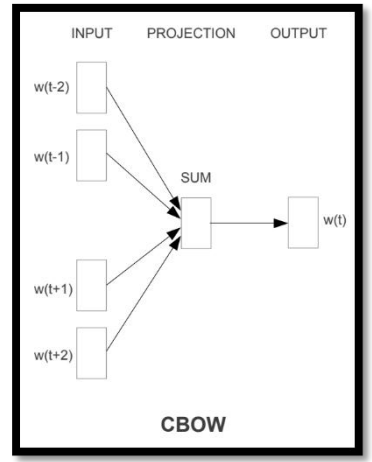 INPUT PROJECTION OUTPUT
w(t-2)
w(t-1)
SUM
w(t)
w(t+1)
w(t+2)
CBOW